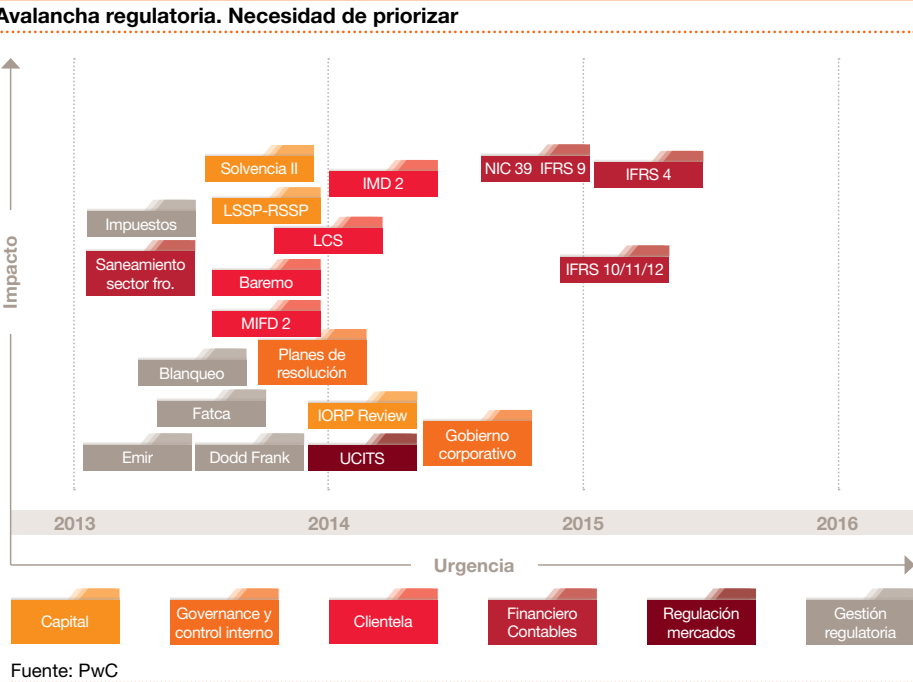 Avalancha regulatoria. Necesidad de priorizar
Impacto
Solvencia II
NIC 39 IFRS 9
IFRS 4
IMD 2
LSSP-RSSP
Impuestos
LCS
Saneamiento
sector fro.
Baremo
IFRS 10/11/12
MIFD 2
Planes de
resolución
Blanqueo
Fatca
IORP Review
Gobierno
corporativo
Emir
Dodd Frank
UCITS
2013
2014
2015
2016
Urgencia
Capital
Governance y
control interno
Clientela
Financiero
Contables
Regulación
mercados
Gestión
regulatoria
Fuente: PwC